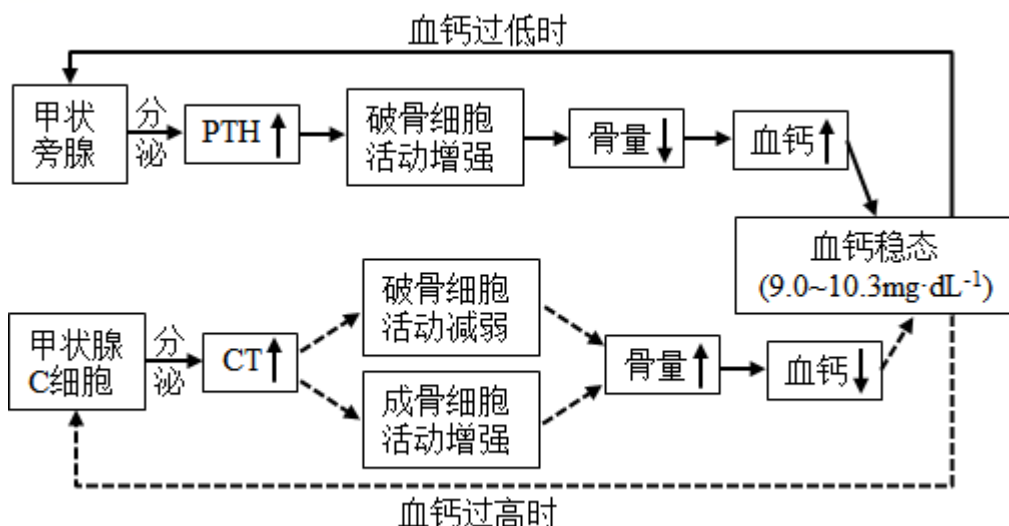 血钙过低时
甲状
旁腺
分
泌
PTH
破骨细胞
活动增强
骨量
血钙
血钙稳态
(9.0~10.3mg·dL⁻¹)
甲状腺
C细胞
分
泌
CT
破骨细胞
活动减弱
成骨细胞
活动增强
骨量
血钙
血钙过高时